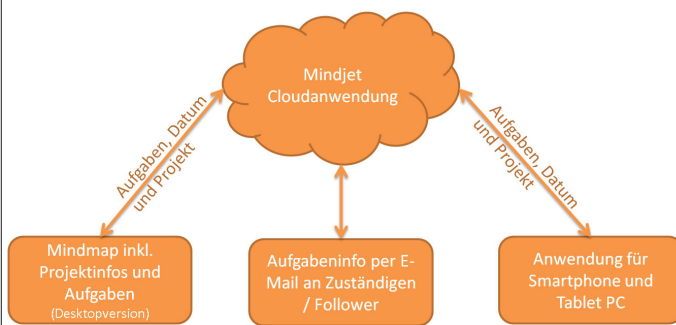 Mindjet
Cloudanwendung
Aufgaben, Datum
und Projekt
Aufgaben, Datum
und Projekt
Mindmap inkl.
Projektinfos und
Aufgaben
(Desktopversion)
Aufgabeninfo per E-
Mail an Zuständigen
/ Follower
Anwendung für
Smartphone und
Tablet PC